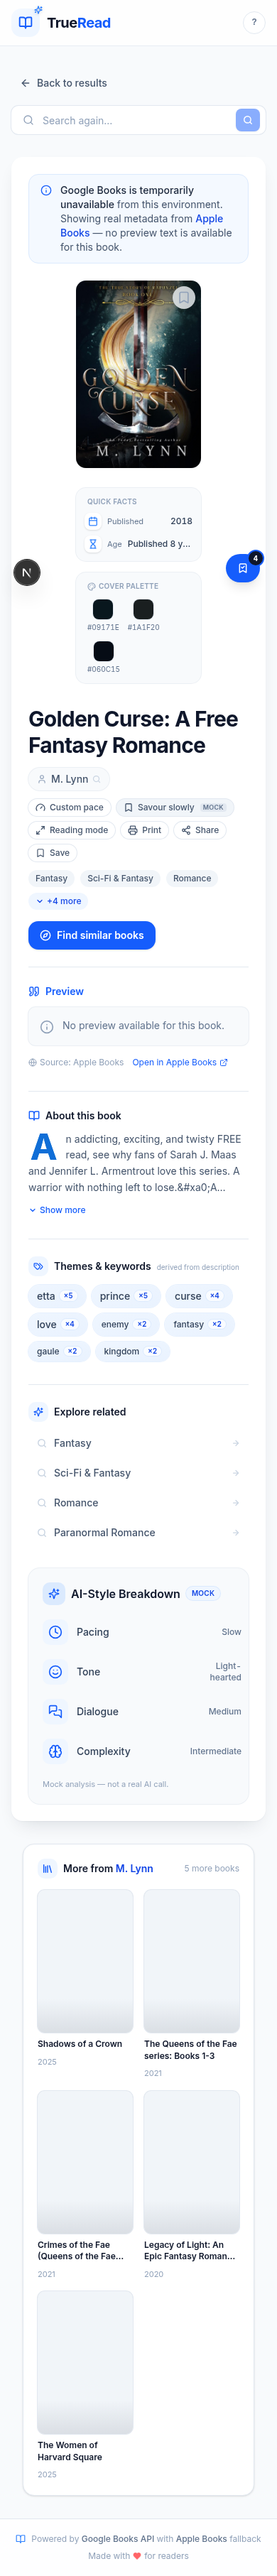 TrueRead
?
Back to results
Search again...
Google Books is temporarily
unavailable from this environment.
Showing real metadata from Apple
Books — no preview text is available
for this book.
GOLDEN
CURSE
M. LYNN
QUICK FACTS
Published 2018
Age Published 8 y...
4
N
COVER PALETTE
#09171E #1A1F20
#060C15
Golden Curse: A Free
Fantasy Romance
M. Lynn
Custom pace Savour slowly MOCK
Reading mode Print Share
Save
Fantasy Sci-Fi & Fantasy Romance
+4 more
Find similar books
Preview
No preview available for this book.
Source: Apple Books Open in Apple Books
About this book
An addicting, exciting, and twisty FREE
read, see why fans of Sarah J. Maas
and Jennifer L. Armentrout love this series. A
warrior with nothing left to lose.&#xa0;A...
Show more
Themes & keywords derived from description
etta ×5 prince ×5 curse ×4
love ×4 enemy ×2 fantasy ×2
gaule ×2 kingdom ×2
Explore related
Fantasy
Sci-Fi & Fantasy
Romance
Paranormal Romance
AI-Style Breakdown MOCK
Pacing Slow
Tone Light-
hearted
Dialogue Medium
Complexity Intermediate
Mock analysis — not a real AI call.
More from M. Lynn 5 more books
Shadows of a Crown
2025
The Queens of the Fae
series: Books 1-3
2021
Crimes of the Fae
(Queens of the Fae...
2021
Legacy of Light: An
Epic Fantasy Roman...
2020
The Women of
Harvard Square
2025
Powered by Google Books API with Apple Books fallback
Made with ♥ for readers